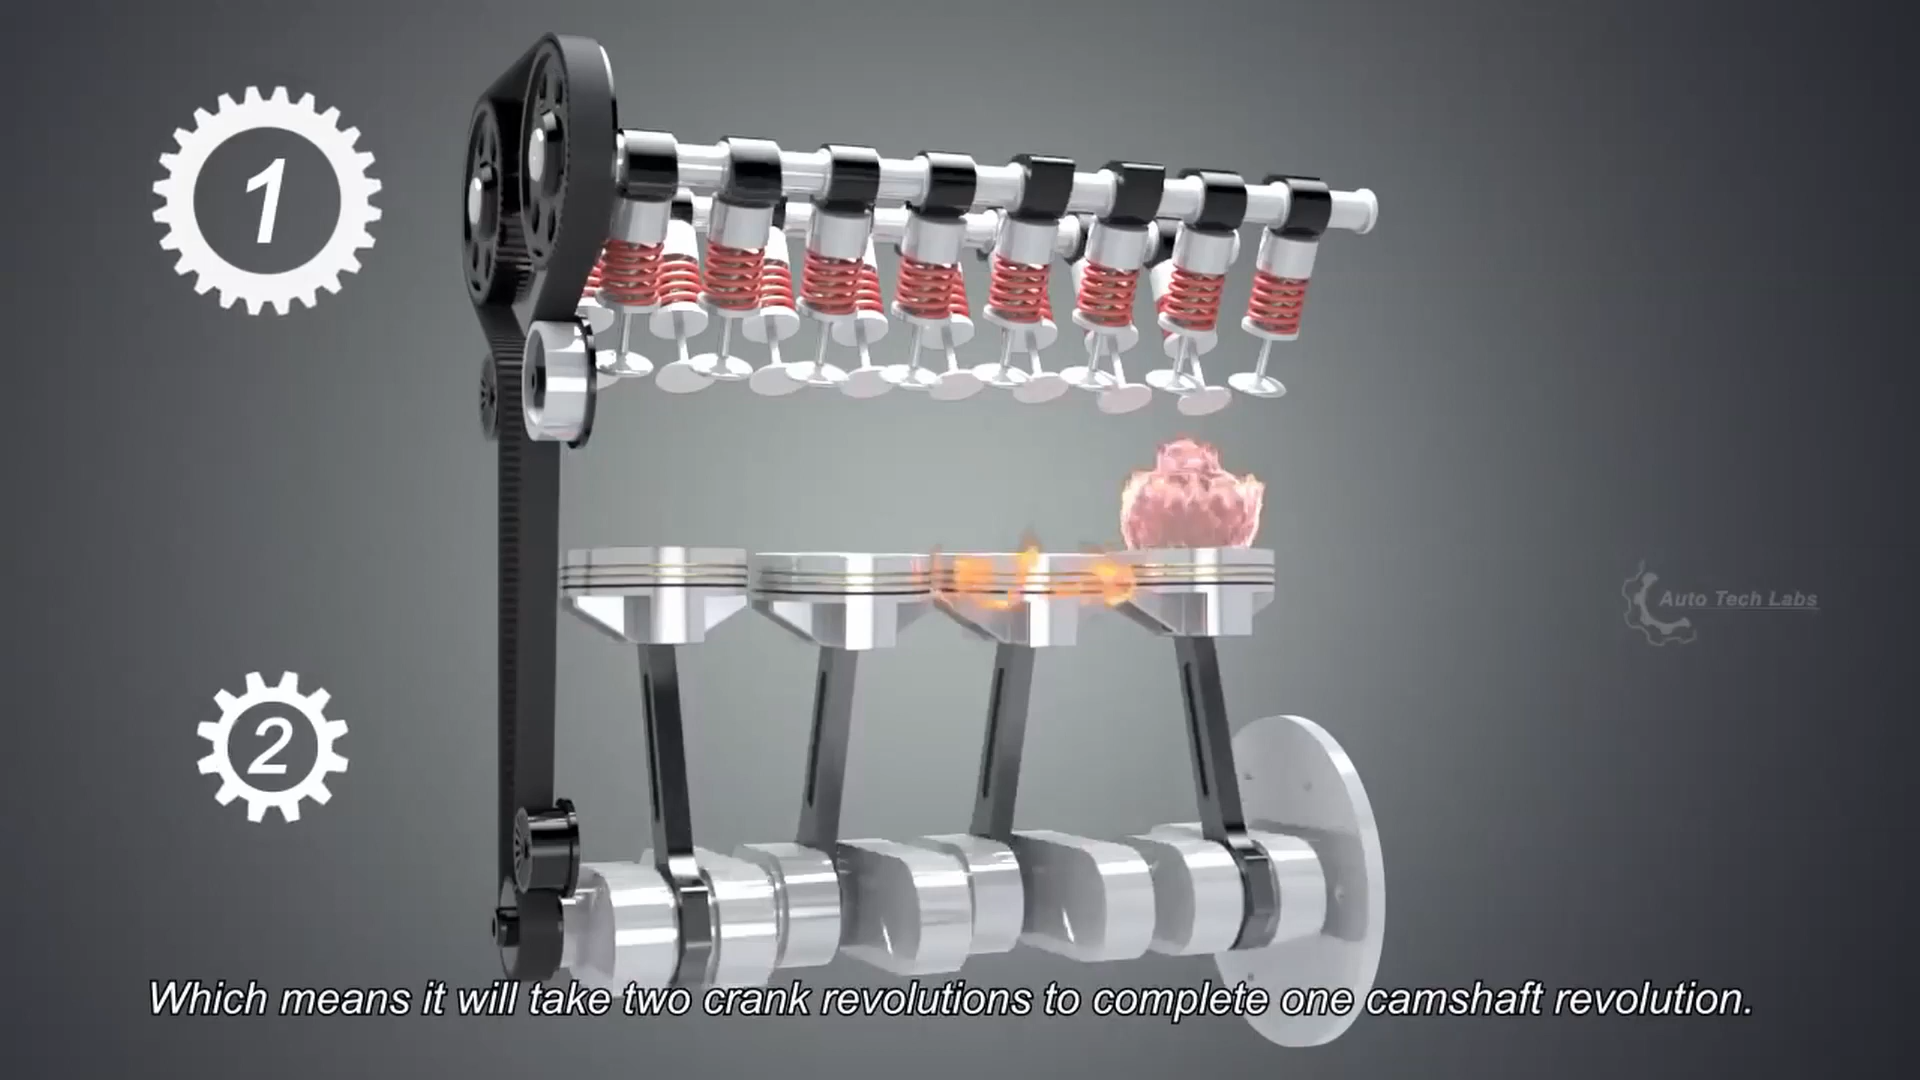 1
Auto Tech Labs
2
Which means it will take two crank revolutions to complete one camshaft revolution.